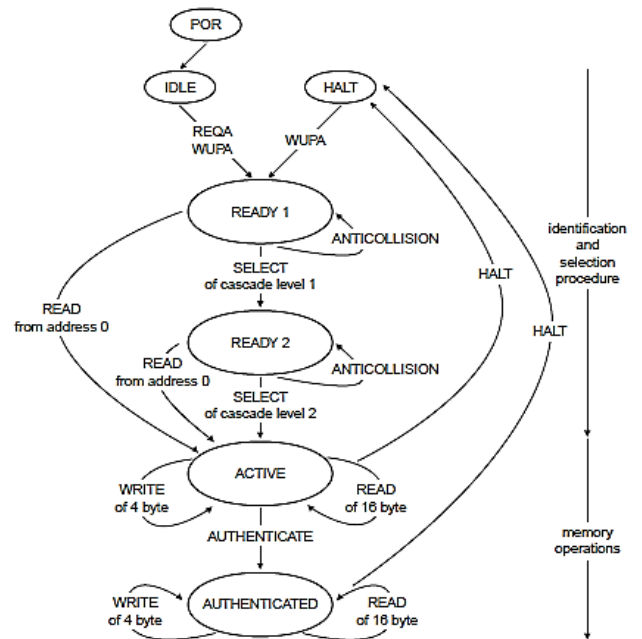 POR
IDLE
HALT
REQA
WUPA
WUPA
READY 1
ANTICOLLISION
identification
and
selection
procedure
SELECT
of cascade level 1
HALT
READ
from address 0
HALT
READY 2
READ
from address 0
ANTICOLLISION
SELECT
of cascade level 2
ACTIVE
WRITE
of 4 byte
READ
of 16 byte
AUTHENTICATE
memory
operations
WRITE
of 4 byte
AUTHENTICATED
READ
of 16 byte